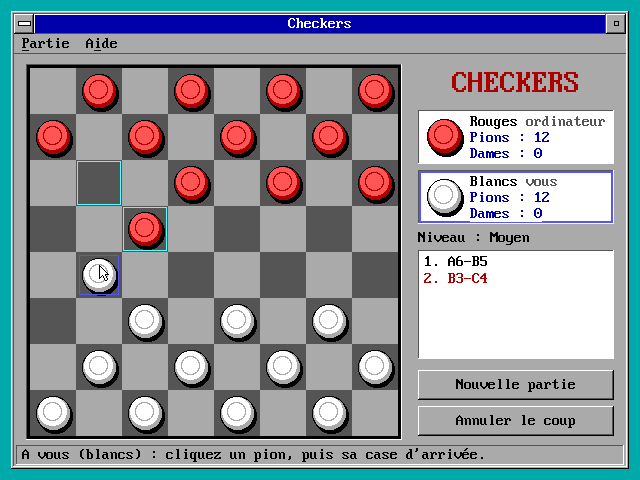 Checkers
Partie Aide
CHECKERS
Rouges ordinateur
Pions : 12
Dames : 0
Blancs vous
Pions : 12
Dames : 0
Niveau : Moyen
1. A6-B5
2. B3-C4
Nouvelle partie
Annuler le coup
A vous (blancs) : cliquez un pion, puis sa case d'arrivée.